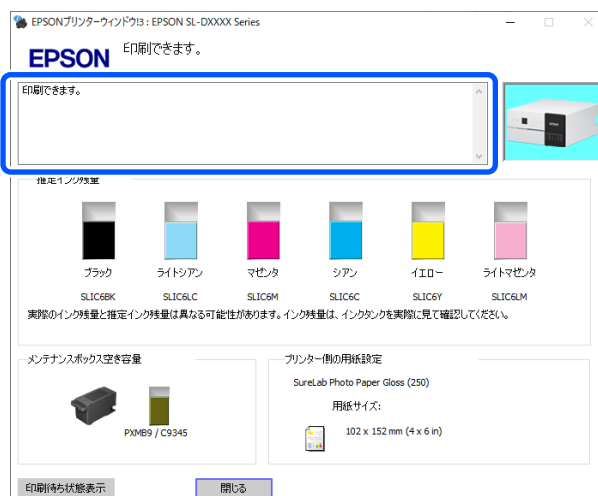 EPSONプリンターウィンドウ!3 : EPSON SL-DXXXX Series
EPSON
印刷できます。
印刷できます。
推定インク残量
ブラック
ライトシアン
マゼンタ
シアン
イエロー
ライトマゼンタ
SLIC6BK
SLIC6LC
SLIC6M
SLIC6C
SLIC6Y
SLIC6LM
実際のインク残量と推定インク残量は異なる可能性があります。インク残量は、インクタンクを実際に見て確認してください。
メンテナンスボックス空き容量
PXMB9 / C9345
プリンター側の用紙設定
SureLab Photo Paper Gloss (250)
用紙サイズ:
102 x 152 mm (4 x 6 in)
印刷待ち状態表示
閉じる